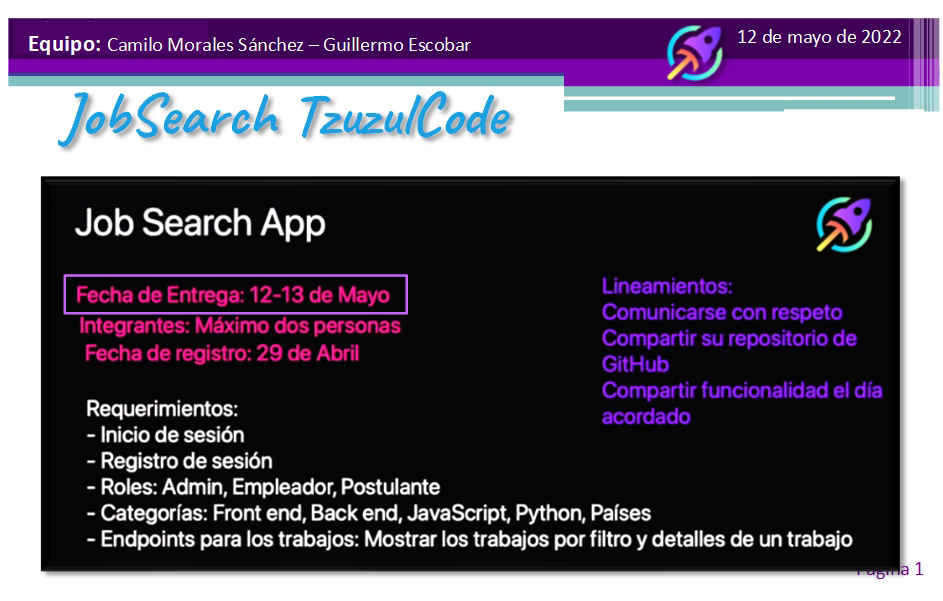 Equipo: Camilo Morales Sánchez – Guillermo Escobar
12 de mayo de 2022
JobSearch TzuzulCode
Job Search App
Fecha de Entrega: 12-13 de Mayo
Integrantes: Máximo dos personas
Fecha de registro: 29 de Abril
Lineamientos:
Comunicarse con respeto
Compartir su repositorio de
GitHub
Compartir funcionalidad el día
acordado
Requerimientos:
- Inicio de sesión
- Registro de sesión
- Roles: Admin, Empleador, Postulante
- Categorías: Front end, Back end, JavaScript, Python, Países
- Endpoints para los trabajos: Mostrar los trabajos por filtro y detalles de un trabajo
Página 1